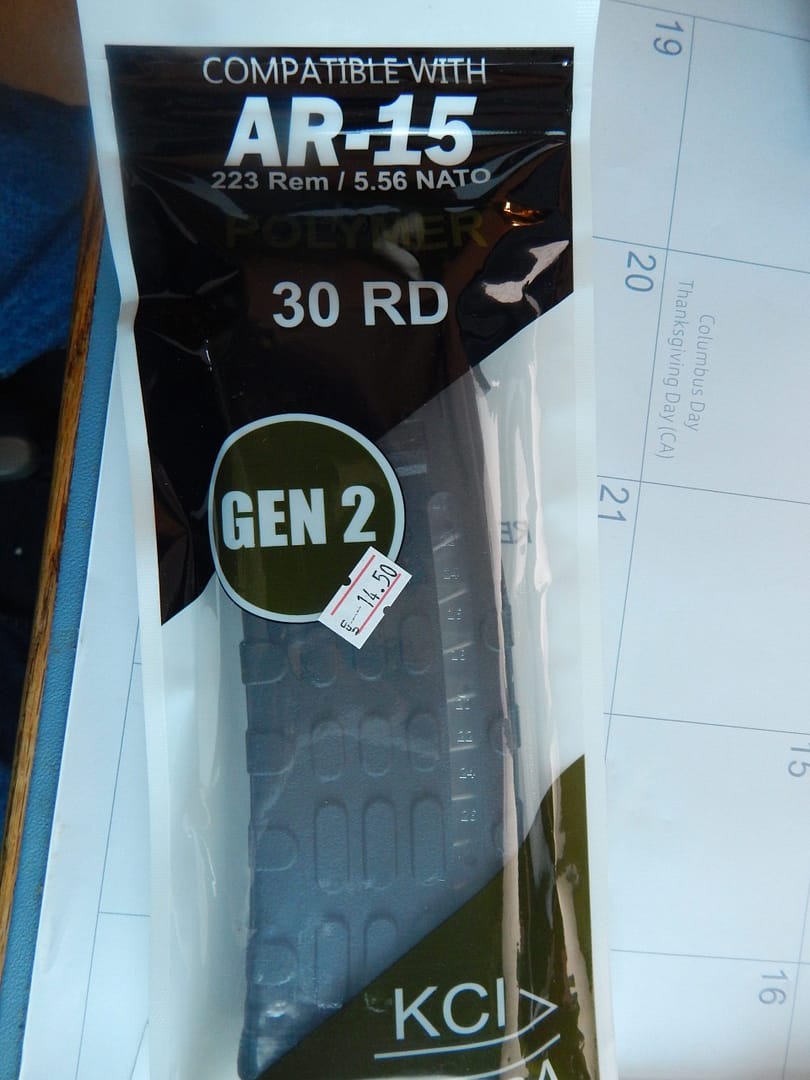 COMPATIBLE WITH
AR-15
223 Rem / 5.56 NATO
POLYMER
30 RD
GEN 2
14.50
KCI
19
20
Columbus Day
Thanksgiving Day (CA)
21
15
16